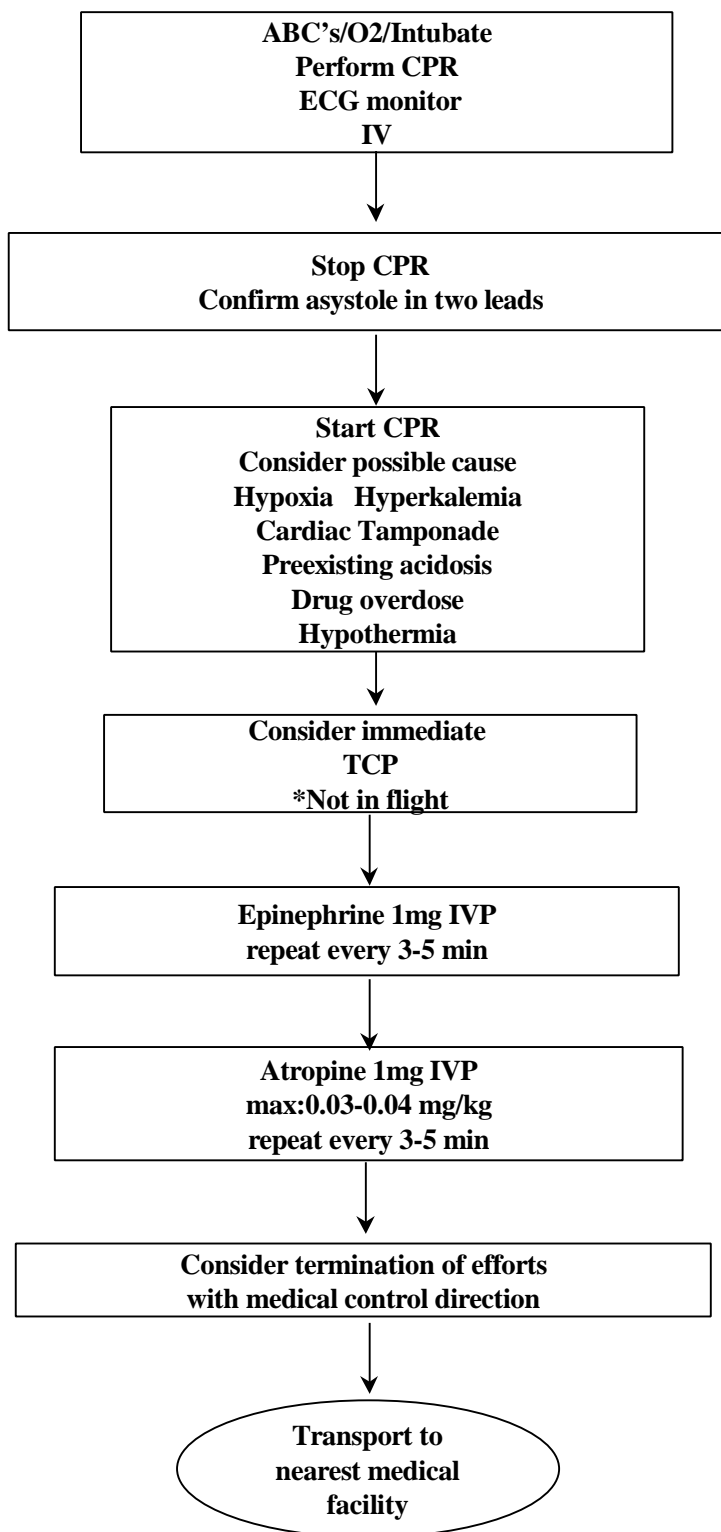 ABC’s/O2/Intubate
Perform CPR
ECG monitor
IV
Stop CPR
Confirm asystole in two leads
Start CPR
Consider possible cause
Hypoxia   Hyperkalemia
Cardiac Tamponade
Preexisting acidosis
Drug overdose
Hypothermia
Consider immediate
TCP
*Not in flight
Epinephrine 1mg IVP
repeat every 3-5 min
Atropine 1mg IVP
max:0.03-0.04 mg/kg
repeat every 3-5 min
Consider termination of efforts
with medical control direction
Transport to
nearest medical
facility